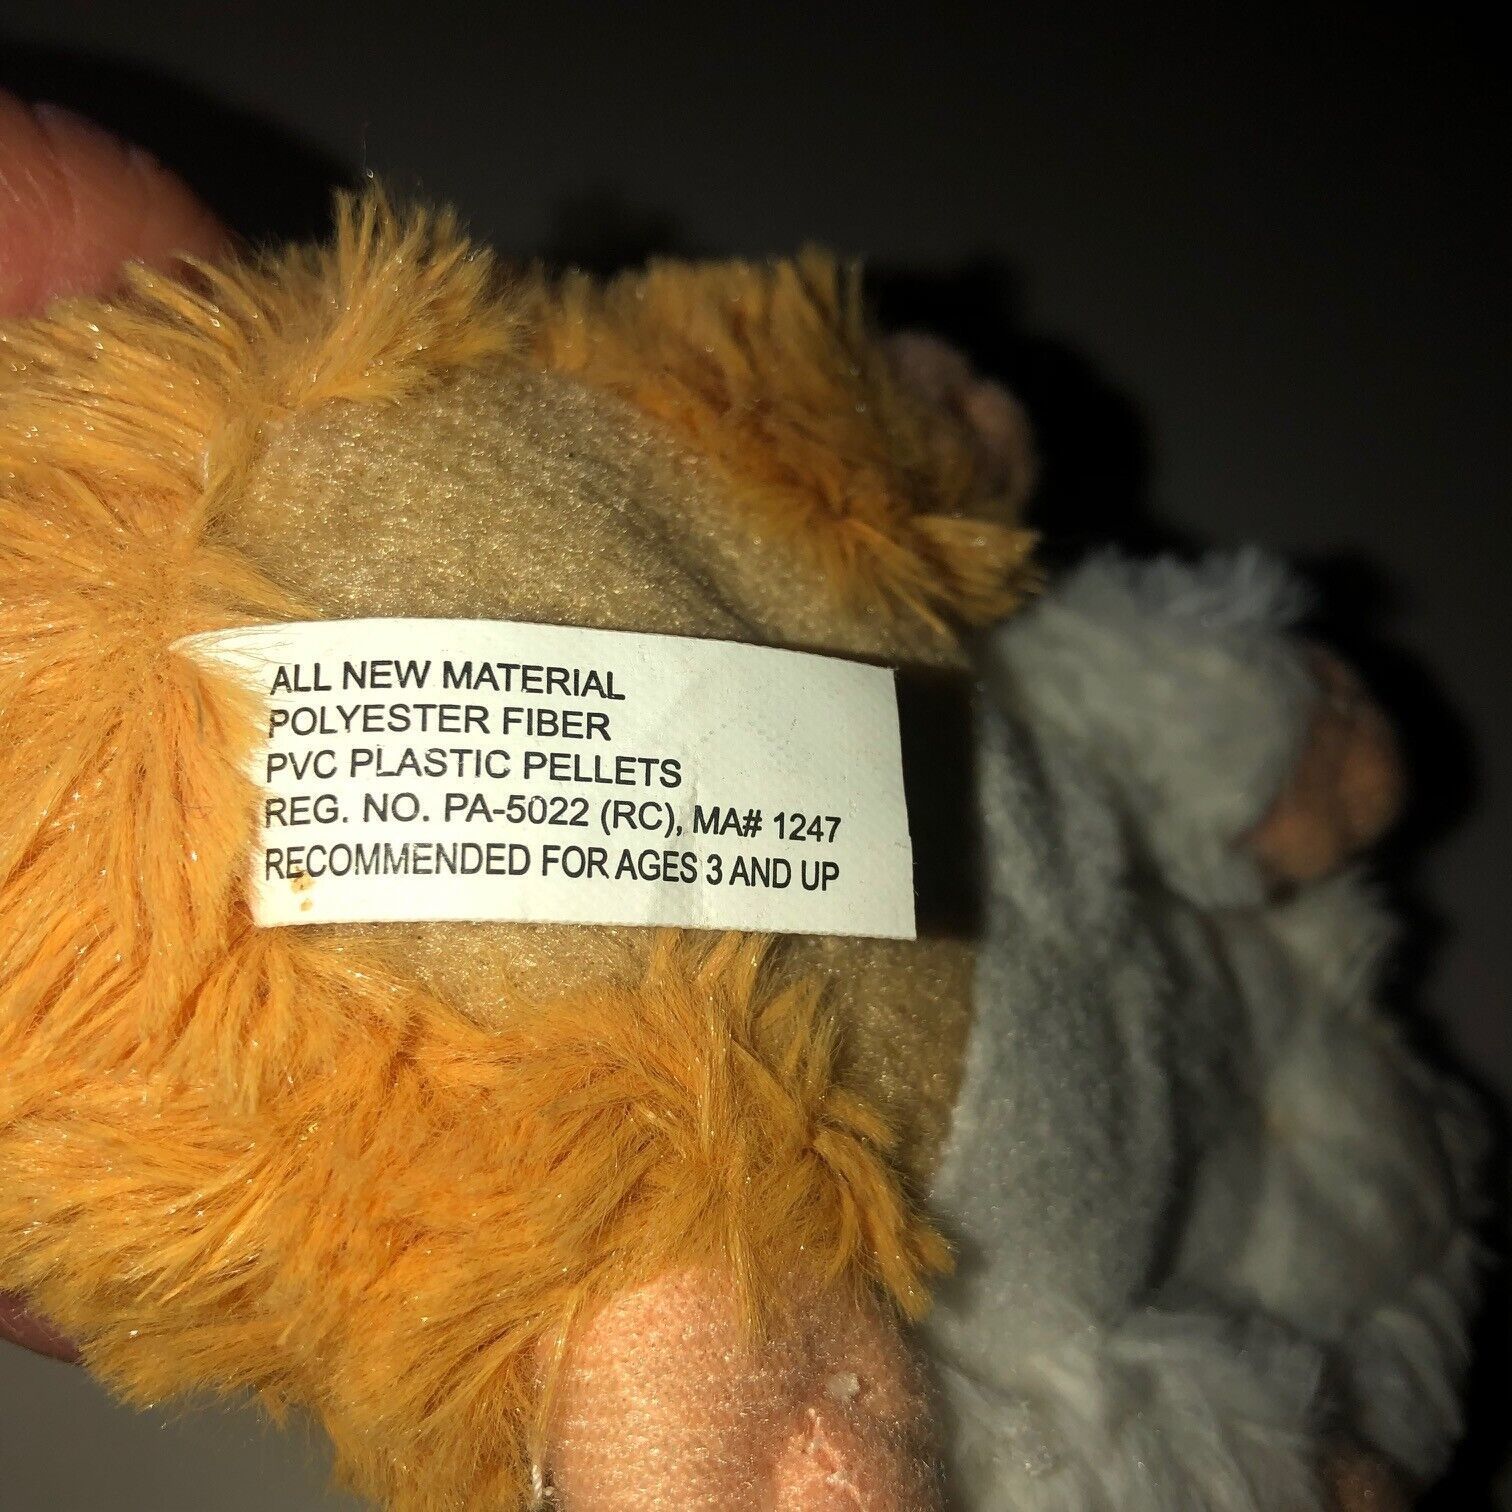 ALL NEW MATERIAL
POLYESTER FIBER
PVC PLASTIC PELLETS
REG. NO. PA-5022 (RC), MA# 1247
RECOMMENDED FOR AGES 3 AND UP